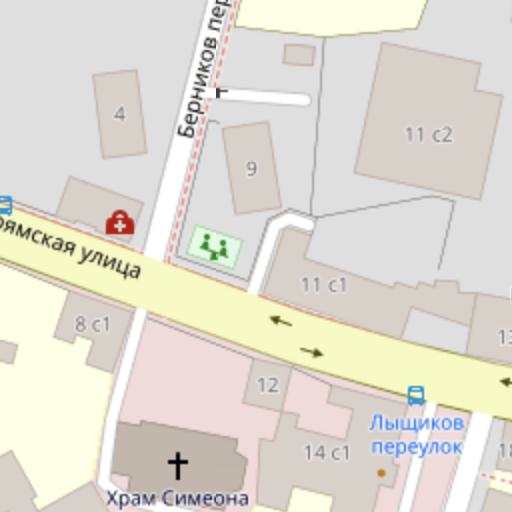 Берников пер
4
11 с2
9
рямская улица
11 с1
8 с1
13
12
Лыщиков
переулок
14 с1
18
Храм Симеона